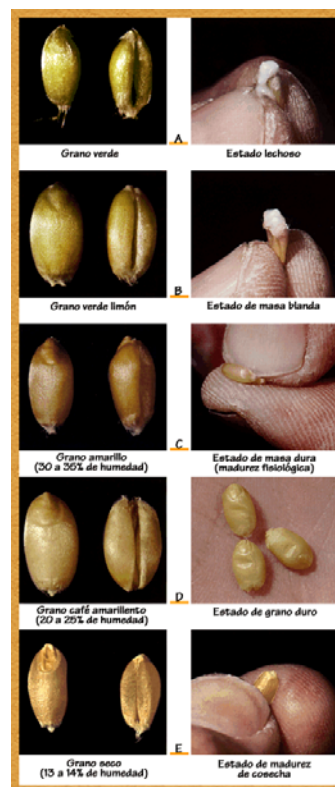 A
Grano verde
Estado lechoso
B
Grano verde limón
Estado de masa blanda
C
Grano amarillo
(30 a 35% de humedad)
Estado de masa dura
(madurez fisiológica)
D
Grano café amarillento
(20 a 25% de humedad)
Estado de grano duro
E
Grano seco
(13 a 14% de humedad)
Estado de madurez
de cosecha